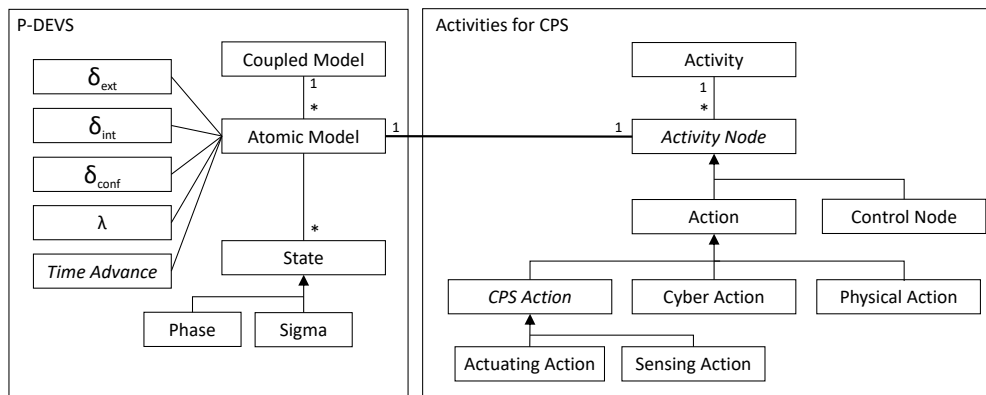 P-DEVS
Coupled Model
1
*
δext
δint
δconf
λ
Time Advance
Atomic Model
1
*
State
Phase
Sigma
Activities for CPS
Activity
1
*
1
Activity Node
Action
Control Node
CPS Action
Cyber Action
Physical Action
Actuating Action
Sensing Action